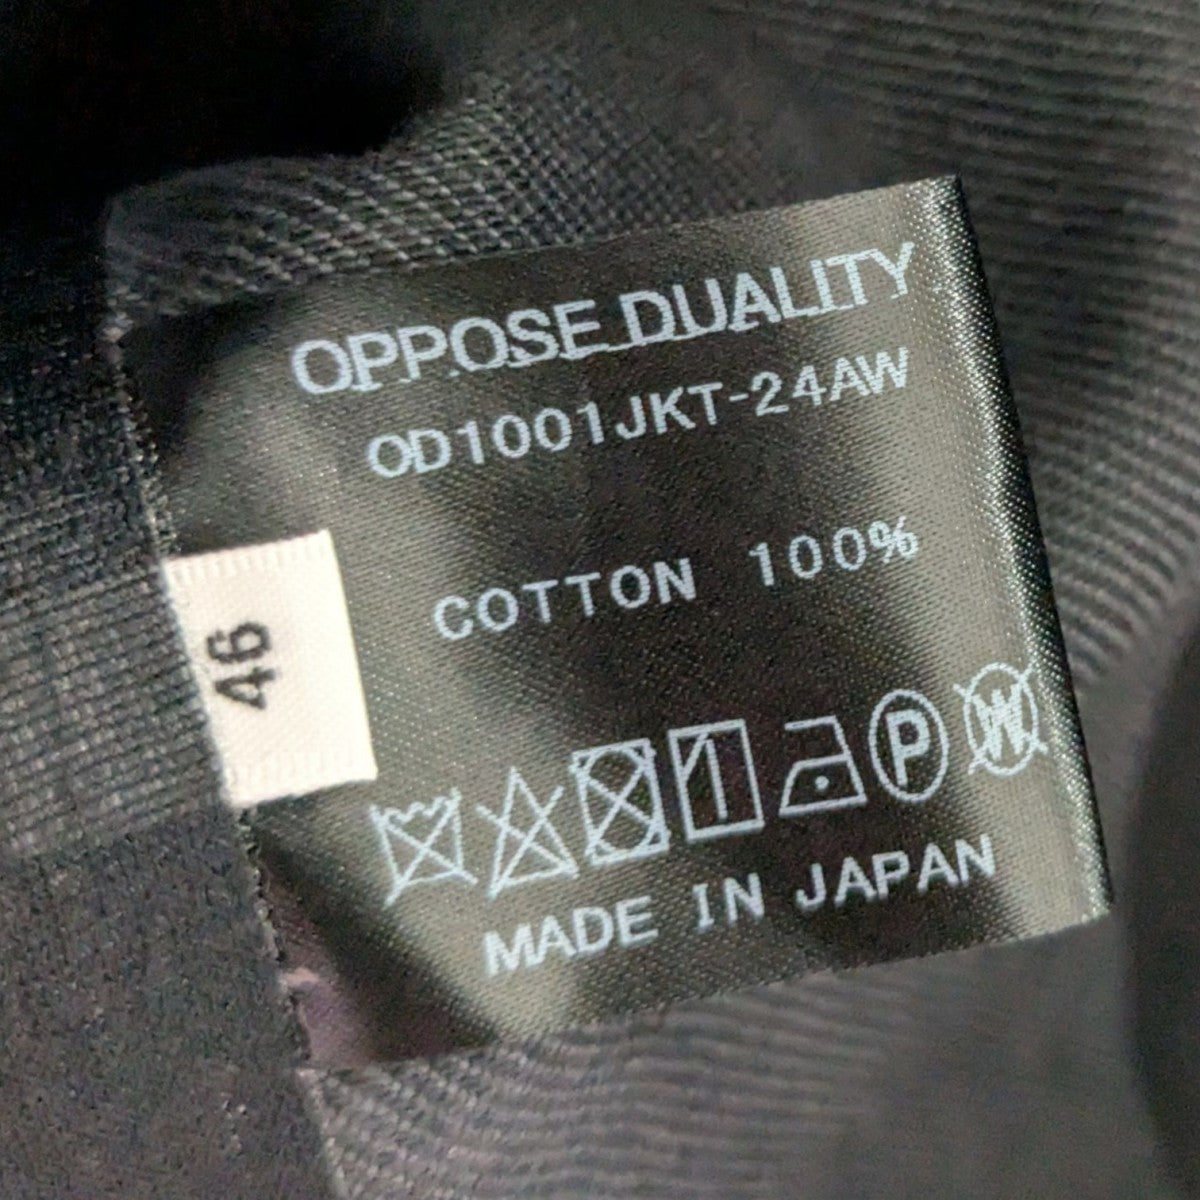 OPPOSE DUALITY
OD1001JKT-24AW
COTTON 100%
46
P W
MADE IN JAPAN